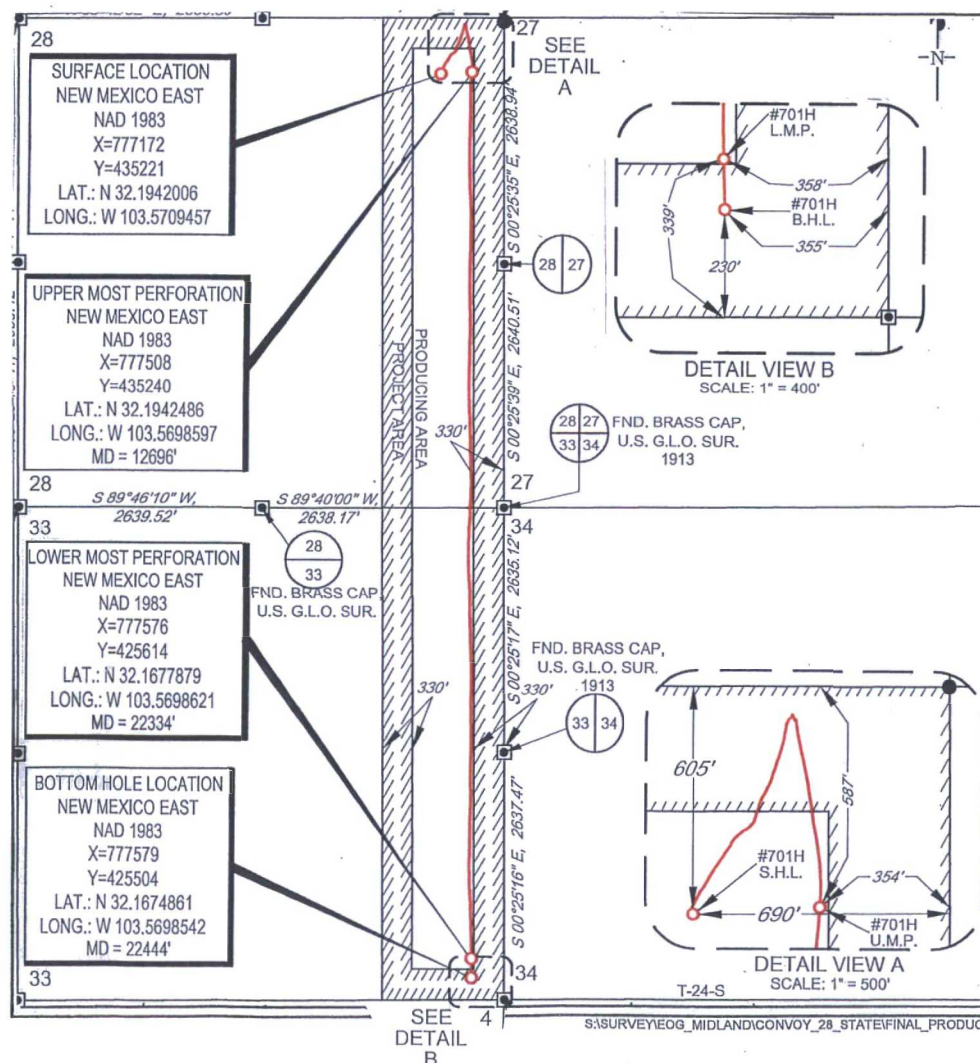 28
27
SURFACE LOCATION
NEW MEXICO EAST
NAD 1983
X=777172
Y=435221
LAT.: N 32.1942006
LONG.: W 103.5709457
SEE
DETAIL
A
-N-
S 00°25'35" E, 2638.94'
#701H
L.M.P.
358'
#701H
B.H.L.
355'
339'
230'
DETAIL VIEW B
SCALE: 1" = 400'
28 27
UPPER MOST PERFORATION
NEW MEXICO EAST
NAD 1983
X=777508
Y=435240
LAT.: N 32.1942486
LONG.: W 103.5698597
MD = 12696'
PRODUCING AREA
PROJECT AREA
330'
S 00°25'39" E, 2640.51'
28 27
33 34
FND. BRASS CAP,
U.S. G.L.O. SUR.
1913
28
27
S 89°46'10" W,
2639.52'
S 89°40'00" W,
2638.17'
33
34
28
33
FND. BRASS CAP,
U.S. G.L.O. SUR.
LOWER MOST PERFORATION
NEW MEXICO EAST
NAD 1983
X=777576
Y=425614
LAT.: N 32.1677879
LONG.: W 103.5698621
MD = 22334'
S 00°25'17" E, 2635.12'
FND. BRASS CAP,
U.S. G.L.O. SUR.
1913
330'
330'
33 34
BOTTOM HOLE LOCATION
NEW MEXICO EAST
NAD 1983
X=777579
Y=425504
LAT.: N 32.1674861
LONG.: W 103.5698542
MD = 22444'
S 00°25'16" E, 2637.47'
605'
587'
#701H
S.H.L.
690'
354'
#701H
U.M.P.
DETAIL VIEW A
SCALE: 1" = 500'
33
34
4
T-24-S
SEE
DETAIL
B
S:\SURVEY\EOG_MIDLAND\CONVOY_28_STATE\FINAL_PRODUC